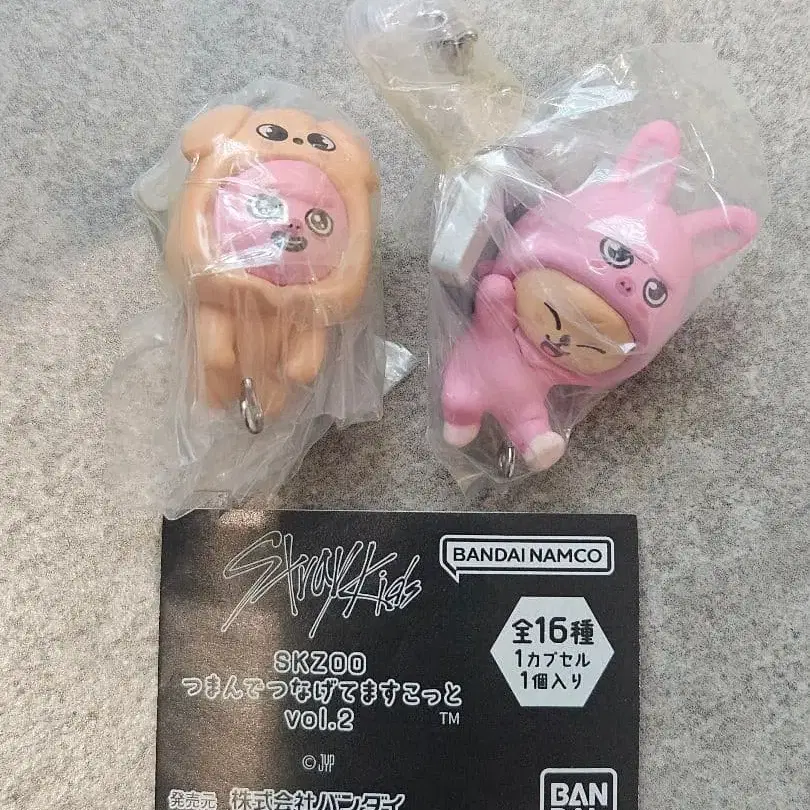 Stray Kids
BANDAI NAMCO
全16種
1カプセル
1個入り
SKZOO
つまんでつなげてますこっと
vol.2 ™
©JYP
発売元 株式会社バンダイ
BAN